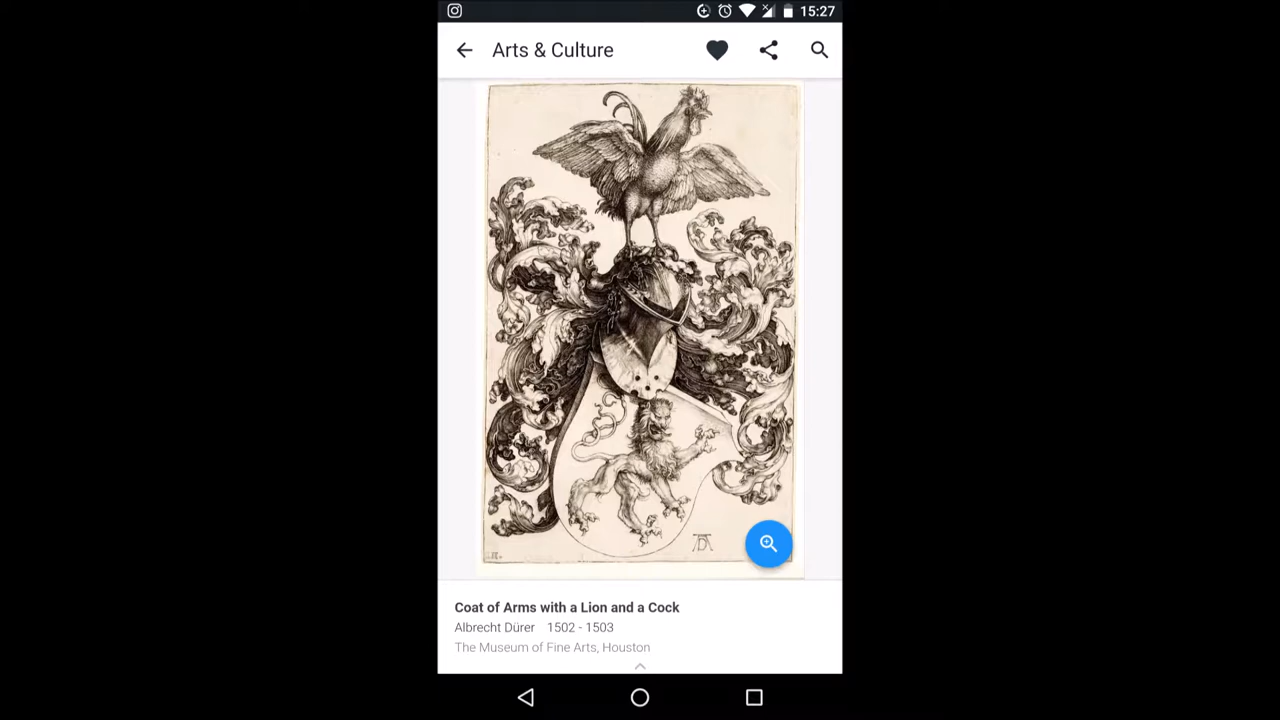 15:27
Arts & Culture
AD
Coat of Arms with a Lion and a Cock
Albrecht Dürer 1502 - 1503
The Museum of Fine Arts, Houston